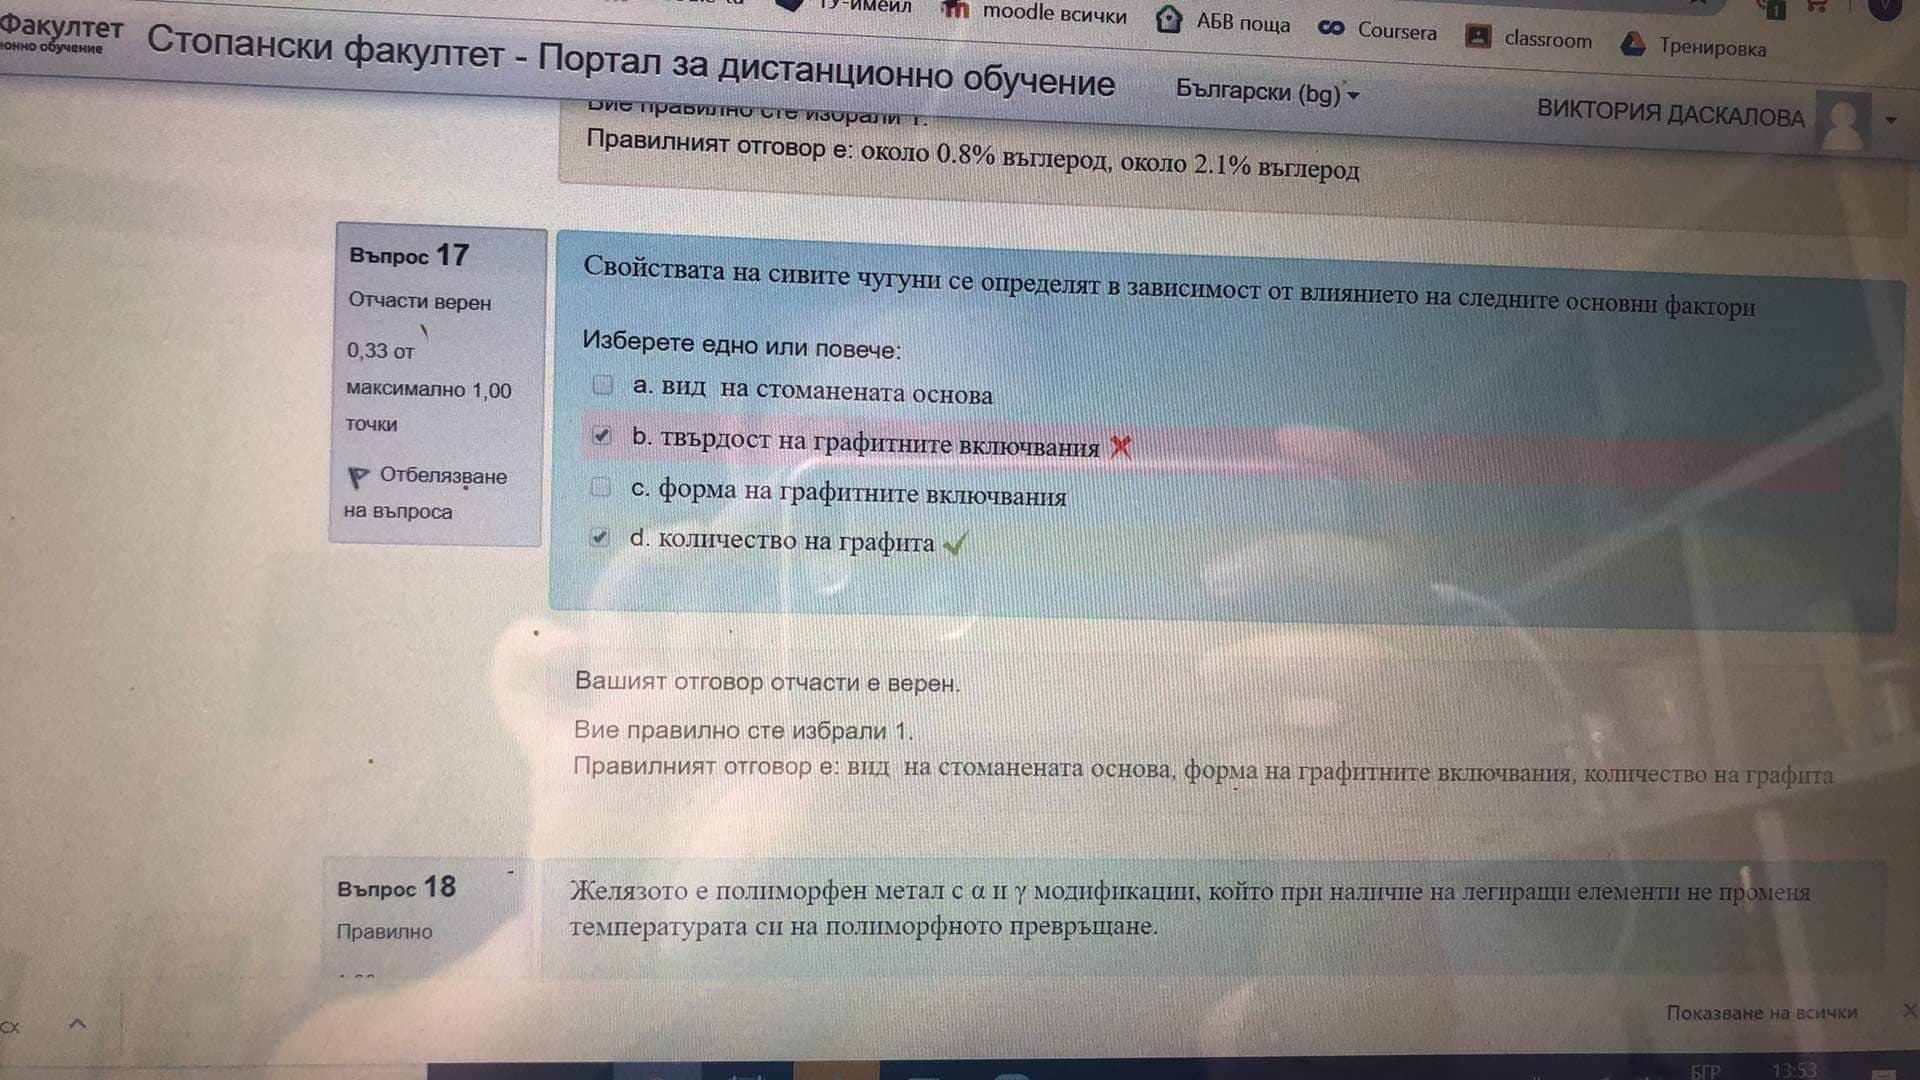 ТУ-имейл moodle всички АБВ поща Coursera classroom Тренировка
Факултет
Стопански факултет - Портал за дистанционно обучение Български (bg) ВИКТОРИЯ ДАСКАЛОВА
обучение
Вие правилно сте избрали 1.
Правилният отговор е: около 0.8% въглерод, около 2.1% въглерод
Въпрос 17
Отчасти верен
0,33 от
максимално 1,00
точки
Отбелязване
на въпроса
Свойствата на сивите чугуни се определят в зависимост от влиянието на следните основни фактори
Изберете едно или повече:
a. вид на стоманената основа
b. твърдост на графитните включвания
c. форма на графитните включвания
d. количество на графита
Вашият отговор отчасти е верен.
Вие правилно сте избрали 1.
Правилният отговор е: вид на стоманената основа, форма на графитните включвания, количество на графита
Въпрос 18
Правилно
Желязото е полиморфен метал с α и γ модификации, който при наличие на легиращи елементи не променя
температурата си на полиморфното превръщане.
Показване на всички
БГР 13:53